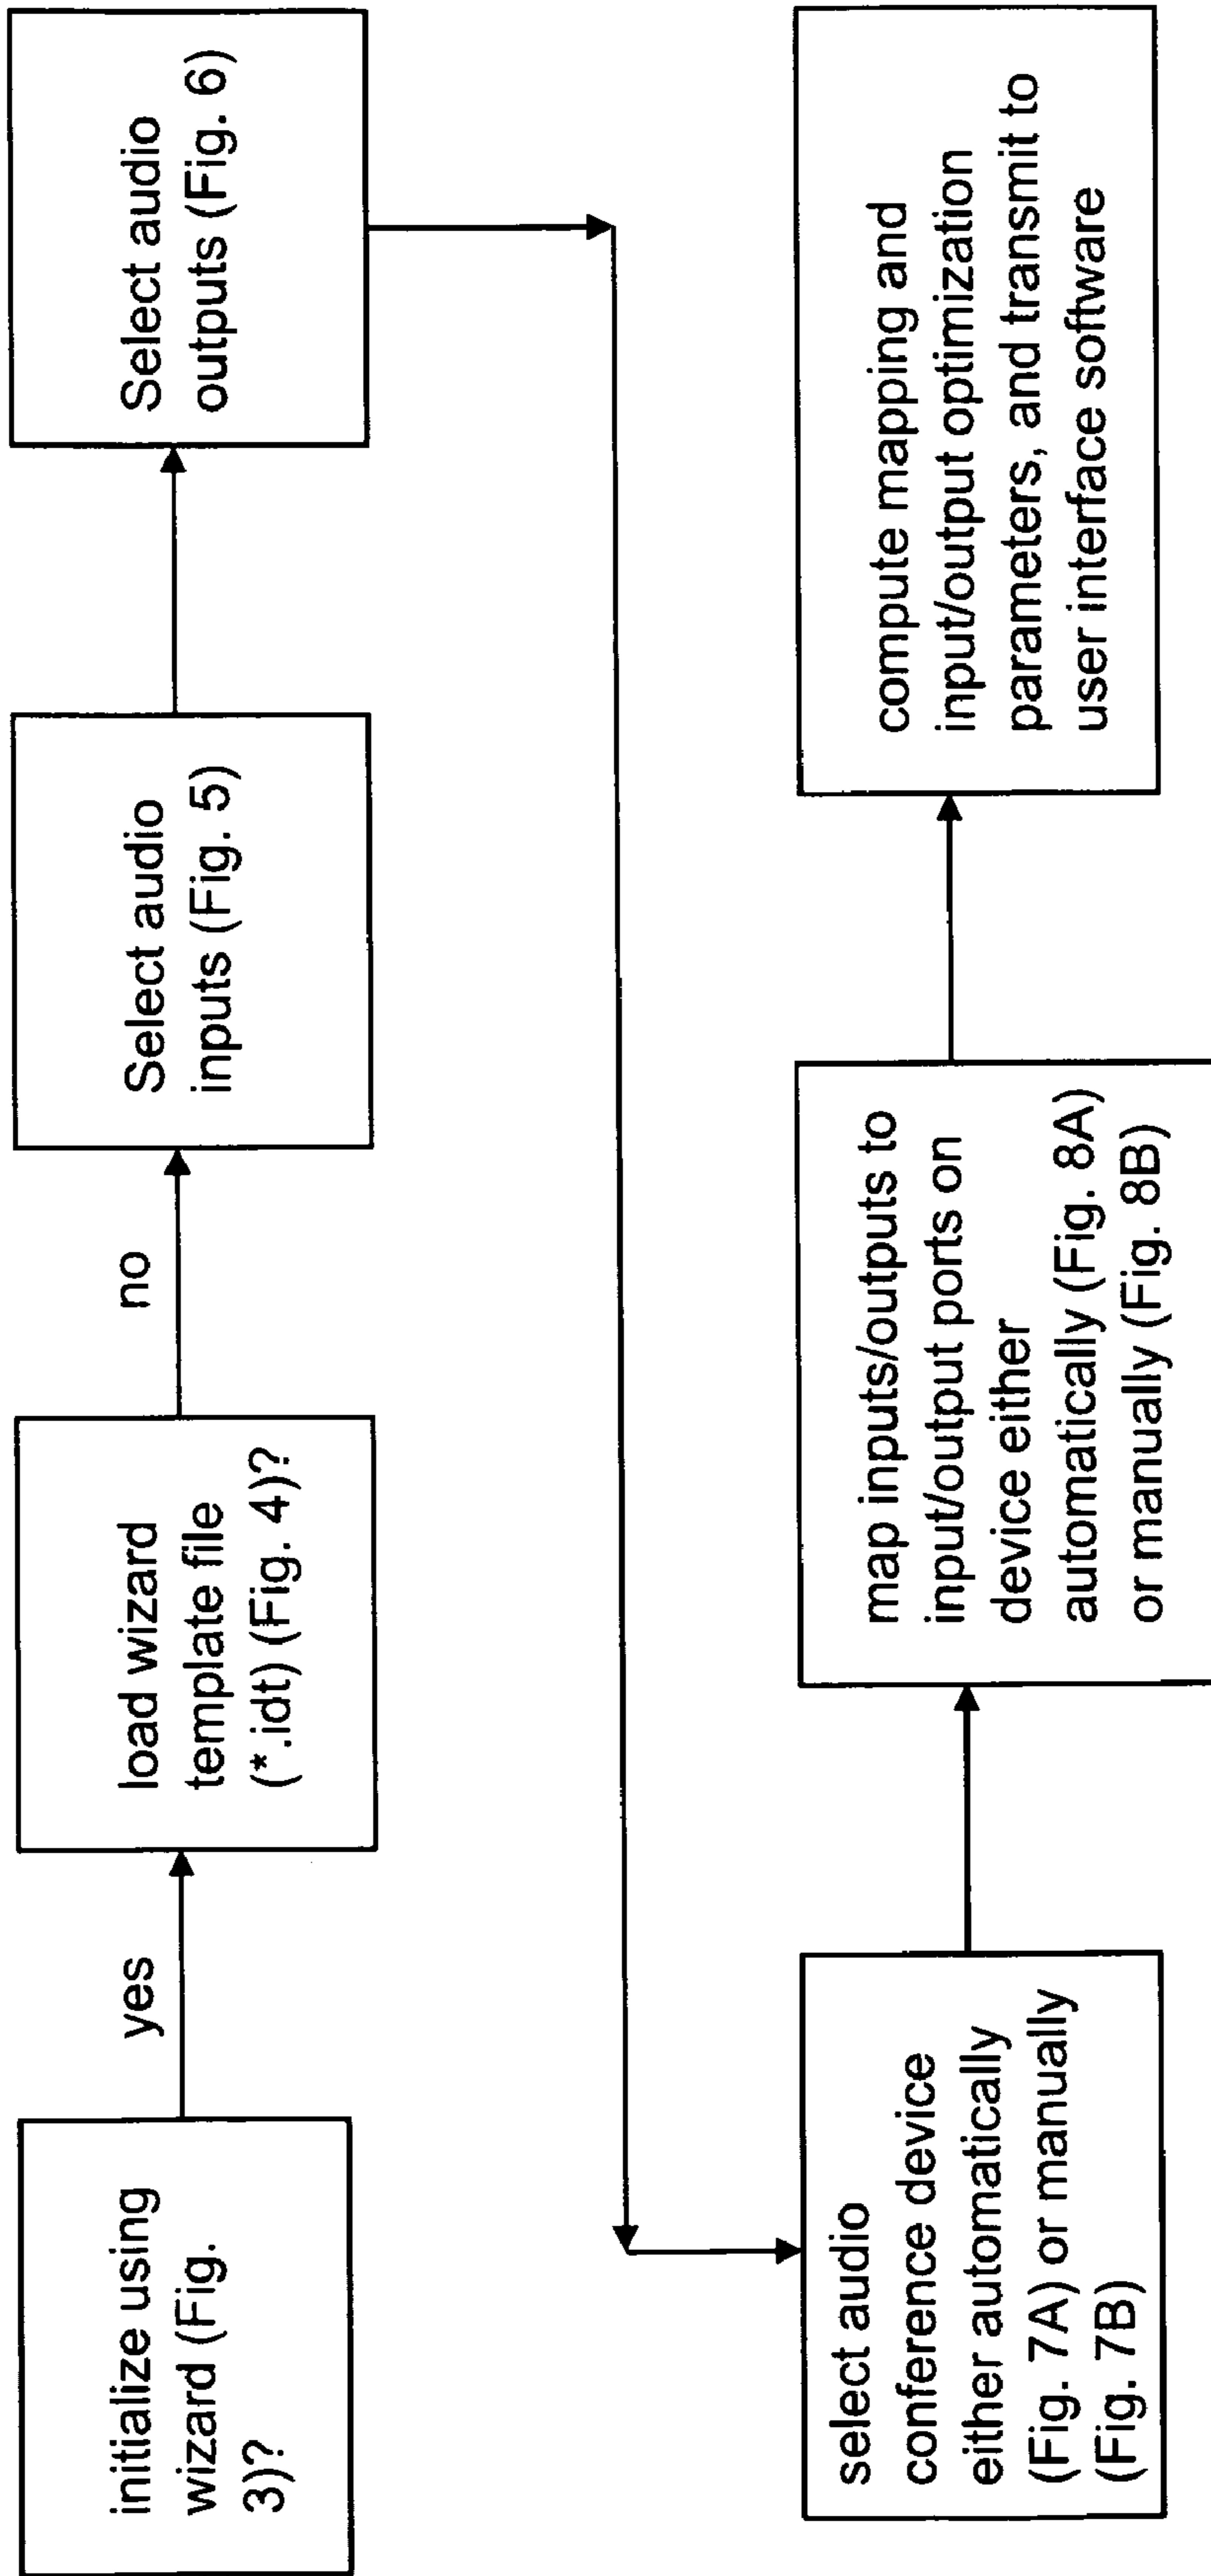 initialize using
wizard (Fig.
3)?
yes
load wizard
template file
(*.idt) (Fig. 4)?
no
Select audio
inputs (Fig. 5)
Select audio
outputs (Fig. 6)
select audio
conference device
either automatically
(Fig. 7A) or manually
(Fig. 7B)
map inputs/outputs to
input/output ports on
device either
automatically (Fig. 8A)
or manually (Fig. 8B)
compute mapping and
input/output optimization
parameters, and transmit to
user interface software